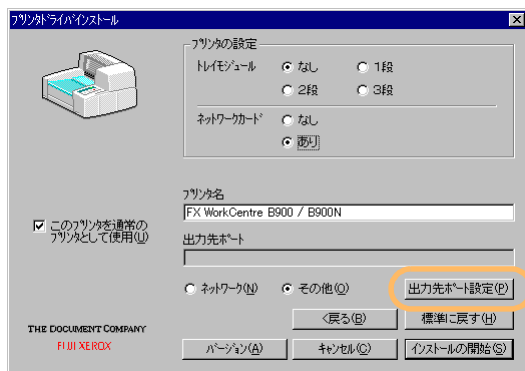 プリンタドライバインストール
プリンタの設定
トレイモジュール なし 1段
2段 3段
ネットワークカード なし
あり
プリンタ名
FX WorkCentre B900 / B900N
このプリンタを通常の
プリンタとして使用(U)
出力先ポート
ネットワーク(N) その他(O) 出力先ポート設定(P)
<戻る(B) 標準に戻す(H)
THE DOCUMENT COMPANY
FUJI XEROX
バージョン(A) キャンセル(C) インストールの開始(S)